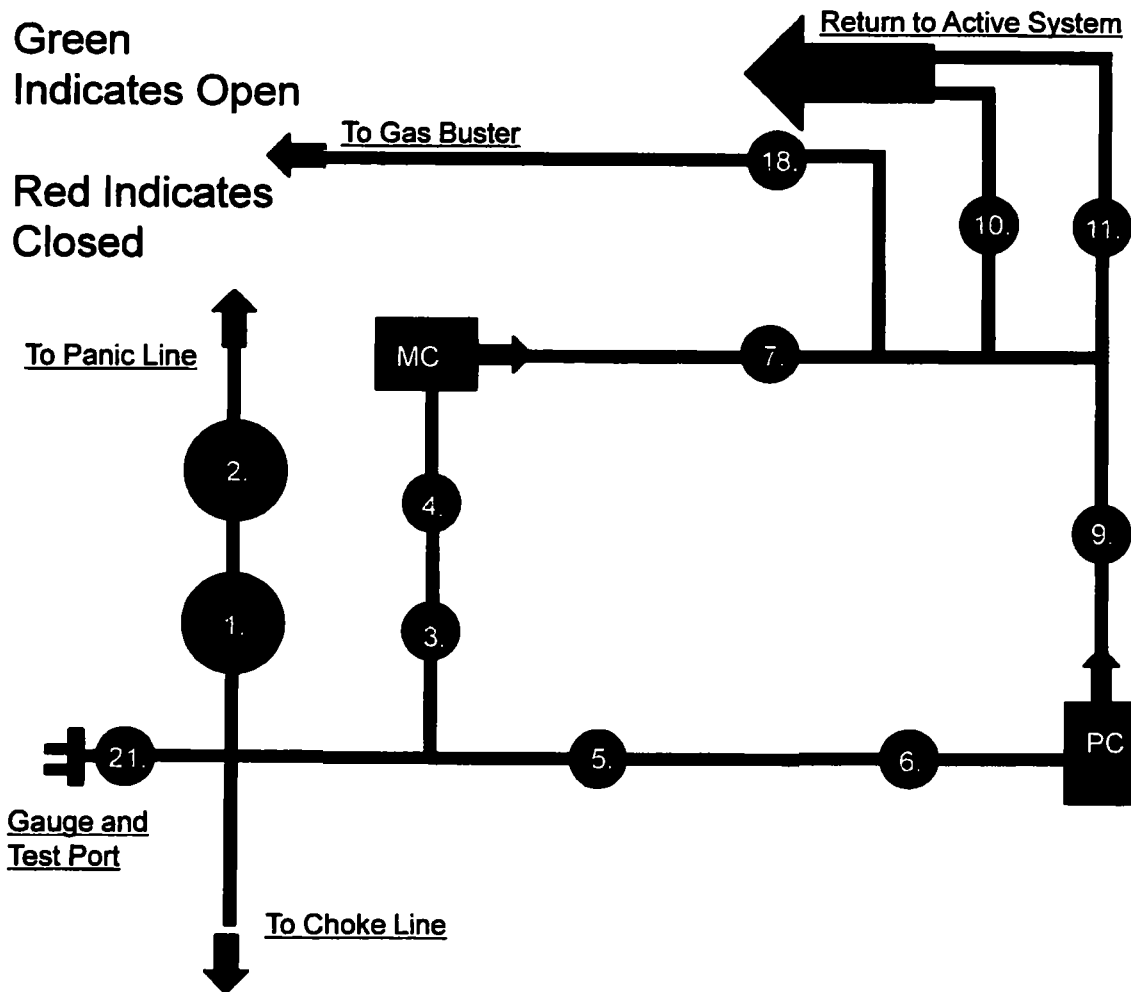 Green
Indicates Open
Red Indicates
Closed
Return to Active System
To Gas Buster
18.
10.
11.
To Panic Line
MC
7.
2.
4.
9.
1.
3.
21.
5.
6.
PC
Gauge and
Test Port
To Choke Line